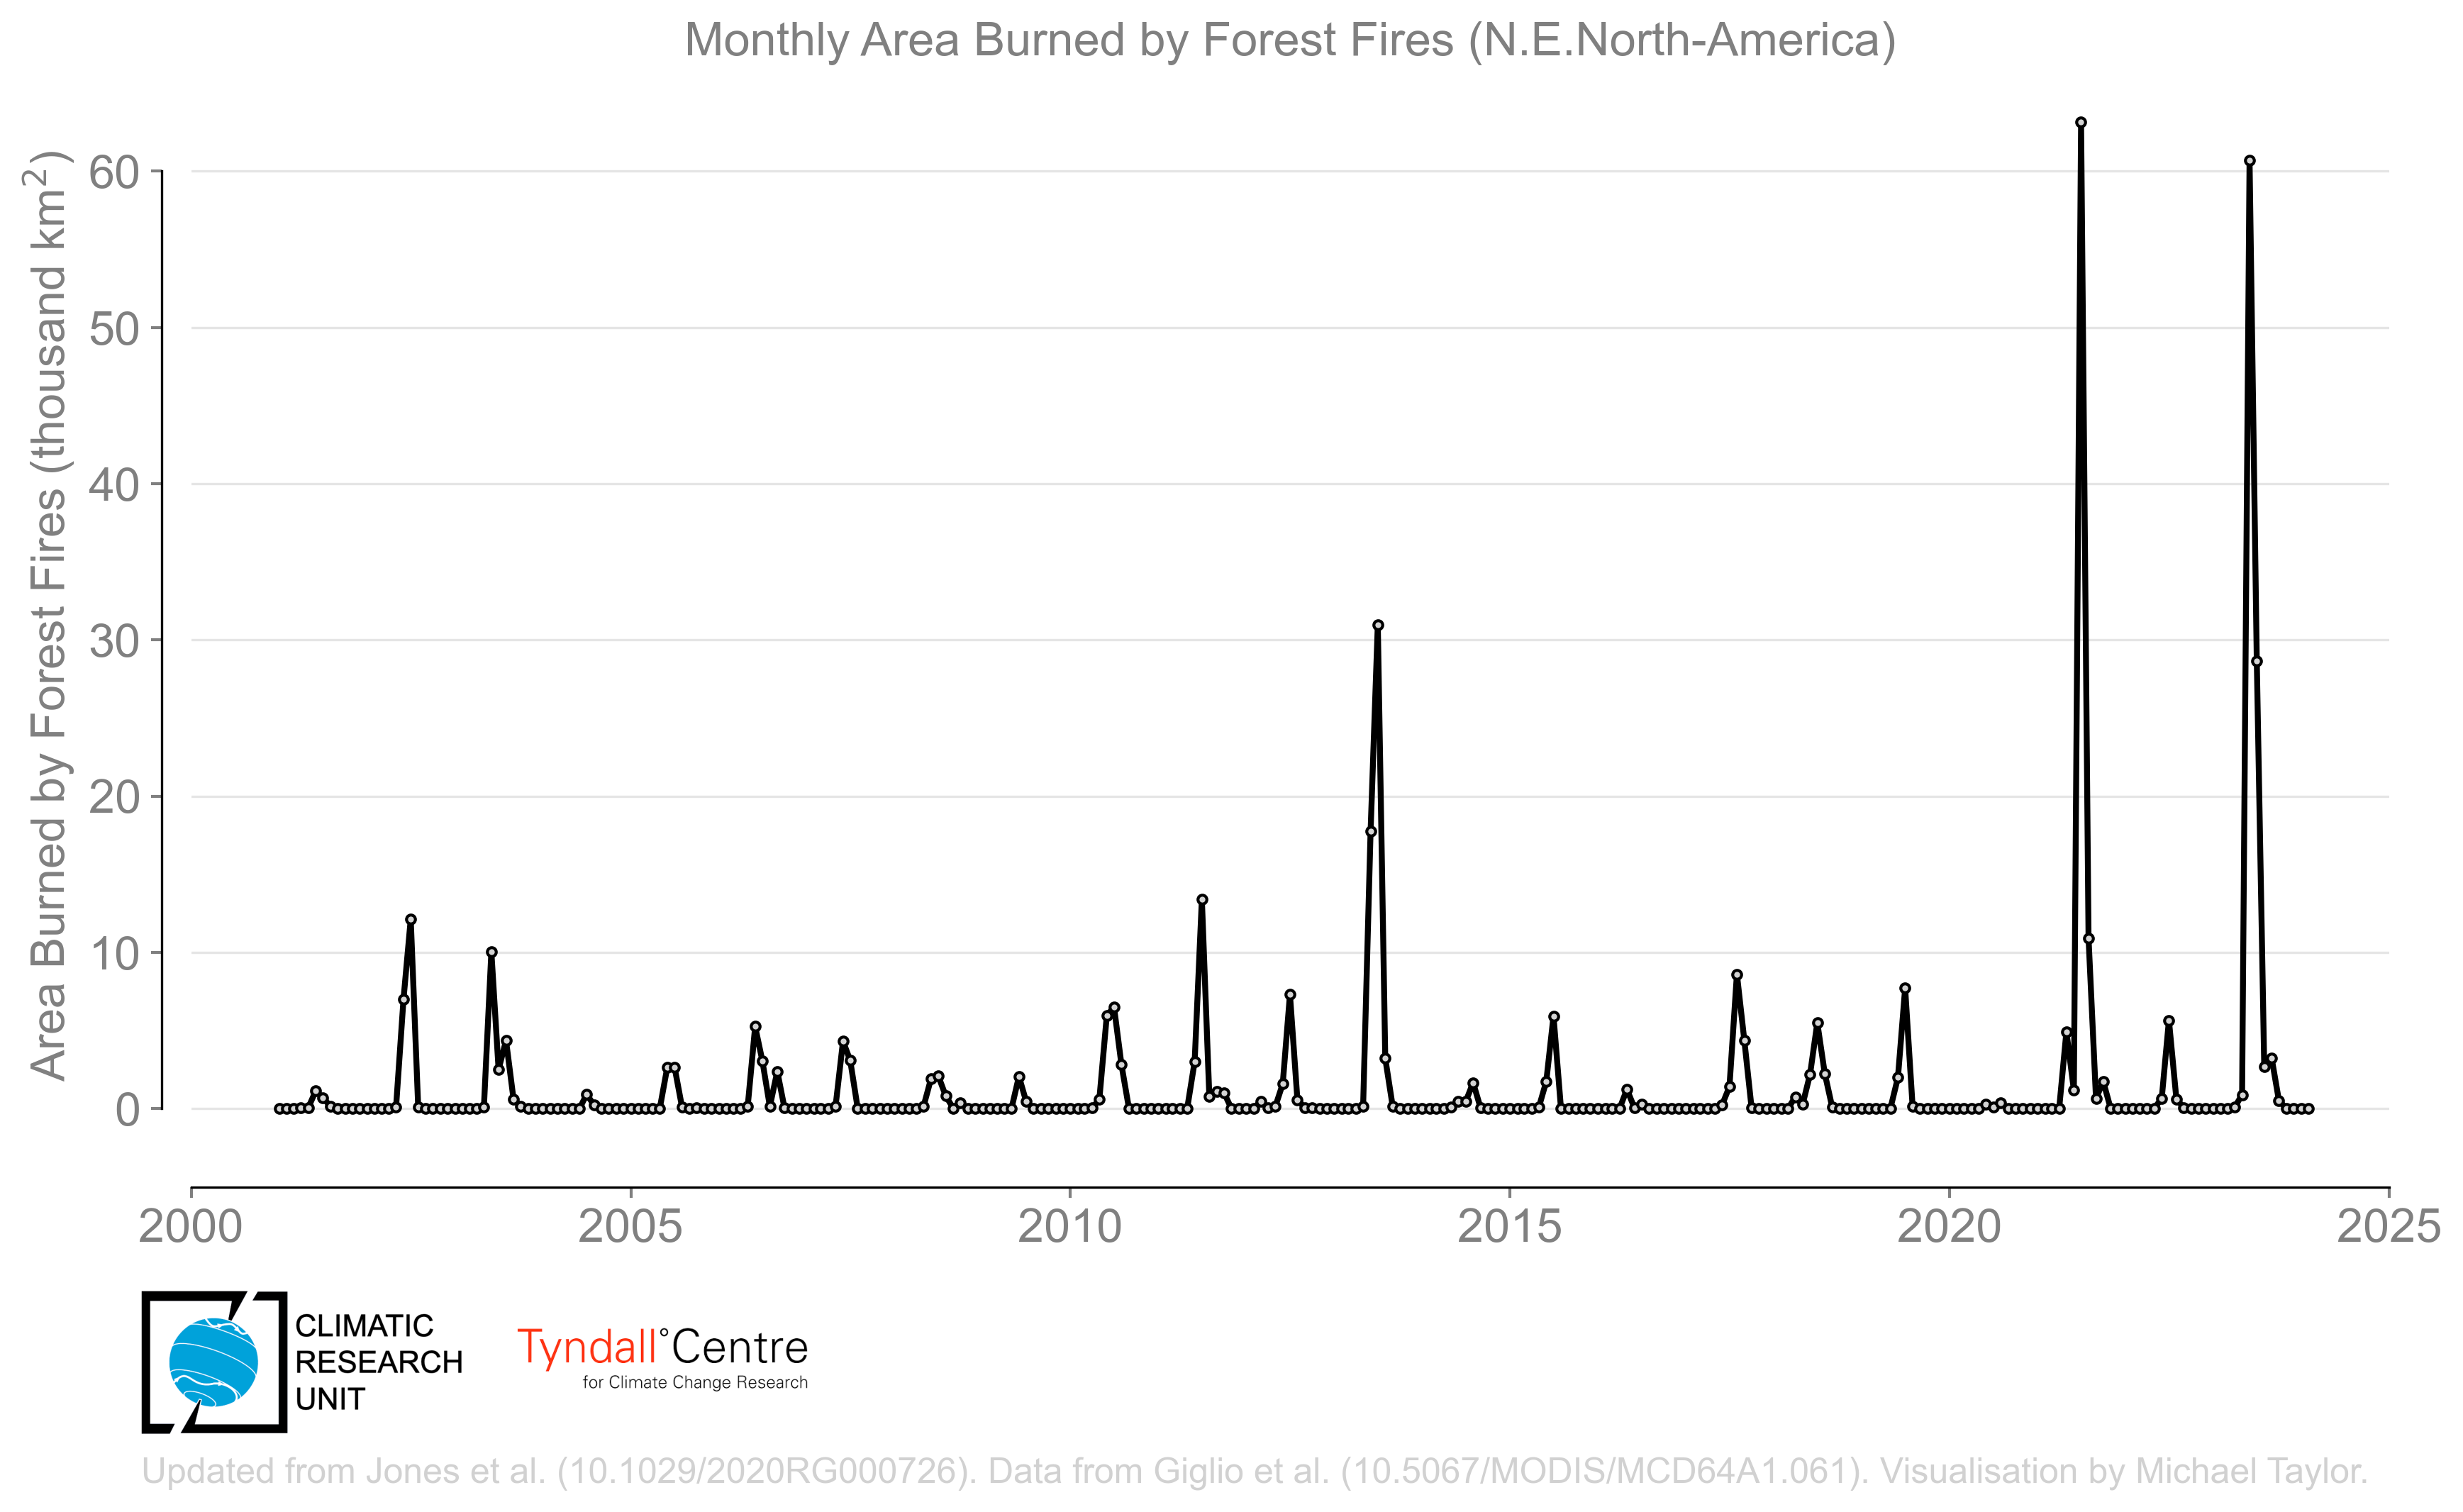 Monthly Area Burned by Forest Fires (N.E.North-America)
Area Burned by Forest Fires (thousand km²)
60
50
40
30
20
10
0
2000 2005 2010 2015 2020 2025
CLIMATIC
RESEARCH
UNIT
Tyndall°Centre
for Climate Change Research
Updated from Jones et al. (10.1029/2020RG000726). Data from Giglio et al. (10.5067/MODIS/MCD64A1.061). Visualisation by Michael Taylor.